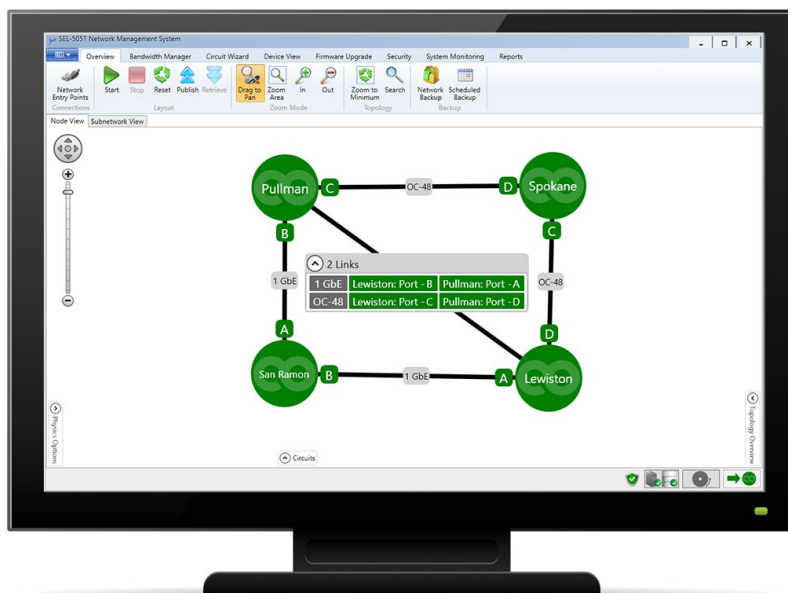 SEL-5051 Network Management System
Overview Bandwidth Manager Circuit Wizard Device View Firmware Upgrade Security System Monitoring Reports
Network Entry Points
Start
Stop
Reset
Publish
Retrieve
Drag to Pan
Zoom Area
In
Out
Zoom to Minimum
Search
Network Backup
Scheduled Backup
Connections Layout Zoom Mode Topology Backup
Node View Subnetwork View
Pullman C OC-48 D Spokane
B C
2 Links
1 GbE Lewiston: Port - B Pullman: Port - A
OC-48 Lewiston: Port - C Pullman: Port - D
1 GbE OC-48
A D
San Ramon B 1 GbE A Lewiston
Physics Options
Topology Overview
Circuits